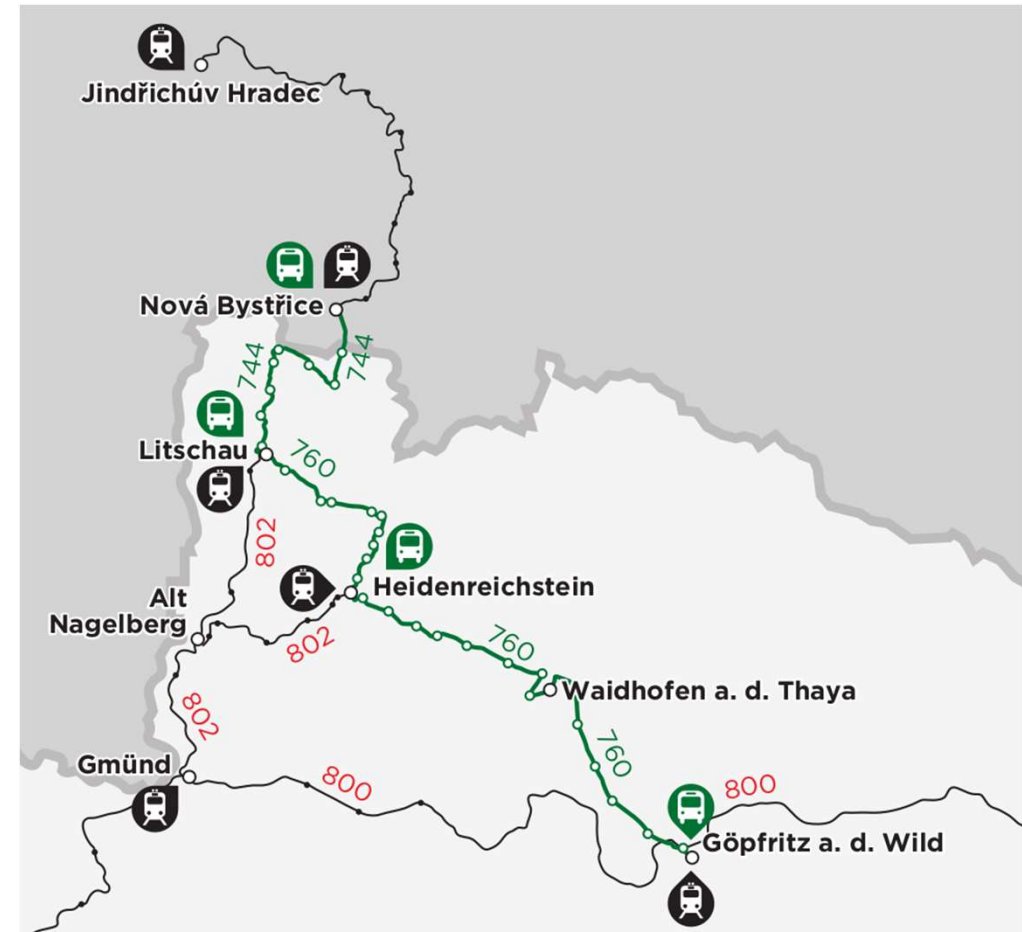 Jindřichúv Hradec
Nová Bystřice
744
744
Litschau
760
802
Heidenreichstein
Alt
Nagelberg
802
760
Waidhofen a. d. Thaya
802
760
Gmünd
800
800
Göpfritz a. d. Wild